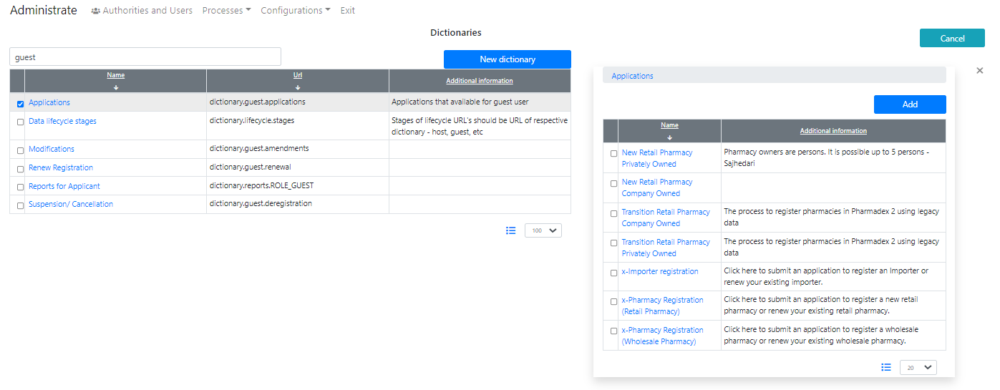 Administrate Authorities and Users Processes Configurations Exit
Dictionaries
Cancel
guest
New dictionary
Name Url Additional information
Applications dictionary.guest.applications Applications that available for guest user
Data lifecycle stages dictionary.lifecycle.stages Stages of lifecycle URL's should be URL of respective
dictionary - host, guest, etc
Modifications dictionary.guest.amendments
Renew Registration dictionary.guest.renewal
Reports for Applicant dictionary.reports.ROLE_GUEST
Suspension/ Cancellation dictionary.guest.deregistration
100
Applications
Add
Name Additional information
New Retail Pharmacy Pharmacy owners are persons. It is possible up to 5 persons -
Privately Owned Sajhedari
New Retail Pharmacy
Company Owned
Transition Retail Pharmacy The process to register pharmacies in Pharmadex 2 using legacy
Company Owned data
Transition Retail Pharmacy The process to register pharmacies in Pharmadex 2 using legacy
Privately Owned data
x-Importer registration Click here to submit an application to register an Importer or
renew your existing importer.
x-Pharmacy Registration Click here to submit an application to register a new retail
(Retail Pharmacy) pharmacy or renew your existing retail pharmacy.
x-Pharmacy Registration Click here to submit an application to register a wholesale
(Wholesale Pharmacy) pharmacy or renew your existing wholesale pharmacy.
20